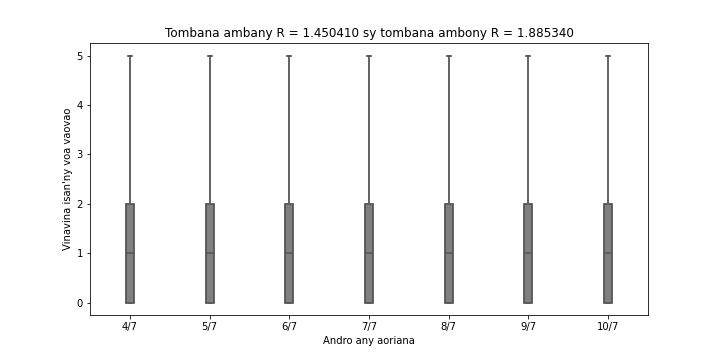 Tombana ambany R = 1.450410 sy tombana ambony R = 1.885340
Vinavina isan'ny voa vaovao
5
4
3
2
1
0
4/7 5/7 6/7 7/7 8/7 9/7 10/7
Andro any aoriana